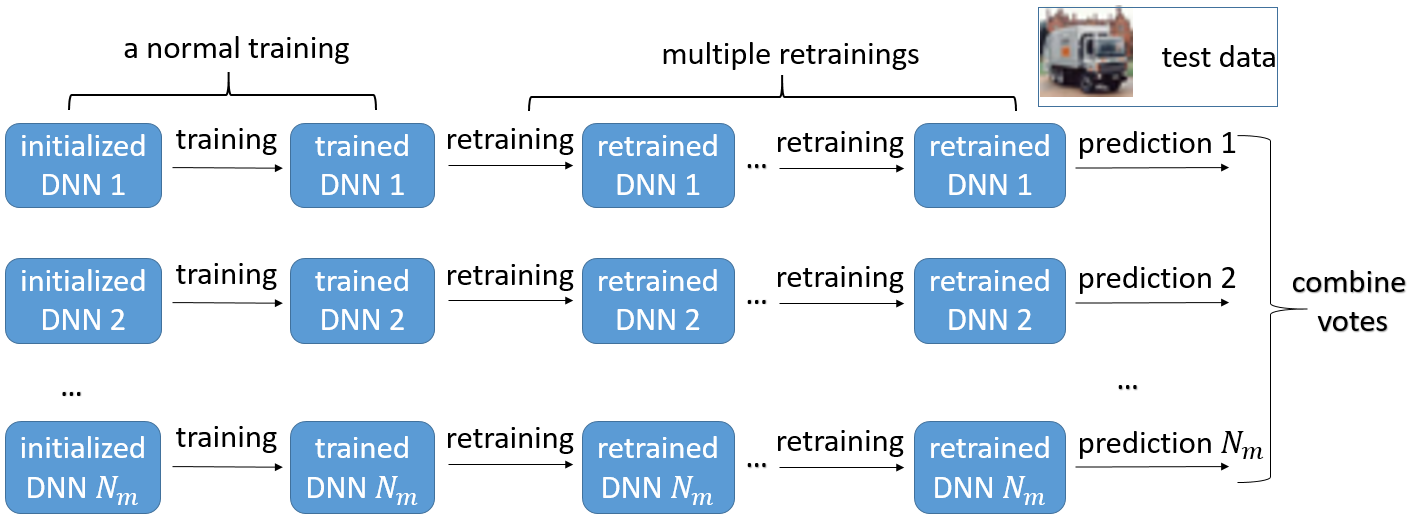 a normal training
multiple retrainings
test data
initialized
DNN 1
training
trained
DNN 1
retraining
retrained
DNN 1
...
retraining
retrained
DNN 1
prediction 1
initialized
DNN 2
training
trained
DNN 2
retraining
retrained
DNN 2
...
retraining
retrained
DNN 2
prediction 2
combine
votes
...
...
initialized
DNN N_m
training
trained
DNN N_m
retraining
retrained
DNN N_m
...
retraining
retrained
DNN N_m
prediction N_m